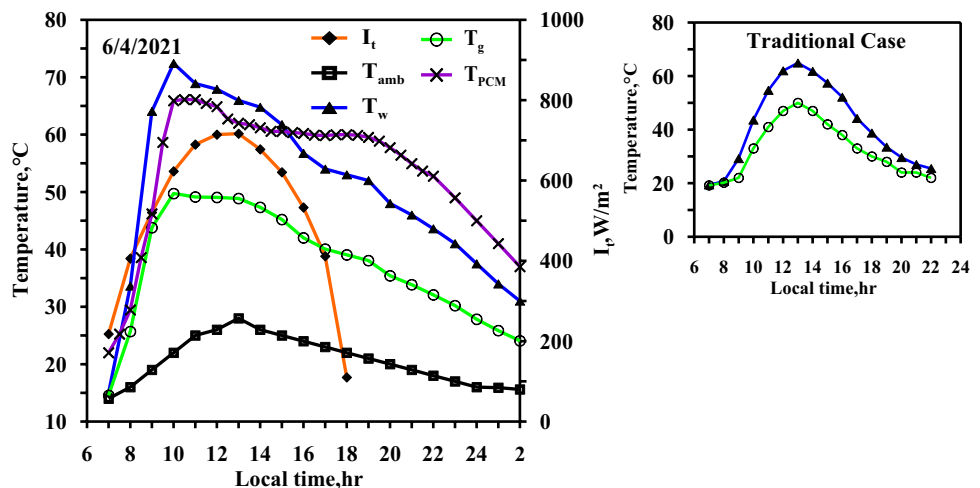 6/4/2021
I_t
T_g
T_amb
T_PCM
T_w
80
70
60
50
40
30
20
10
Temperature,°C
1000
800
600
400
200
0
I_t,W/m²
6 8 10 12 14 16 18 20 22 24 2
Local time,hr
Traditional Case
80
60
40
20
0
Temperature,°C
6 8 10 12 14 16 18 20 22 24
Local time,hr